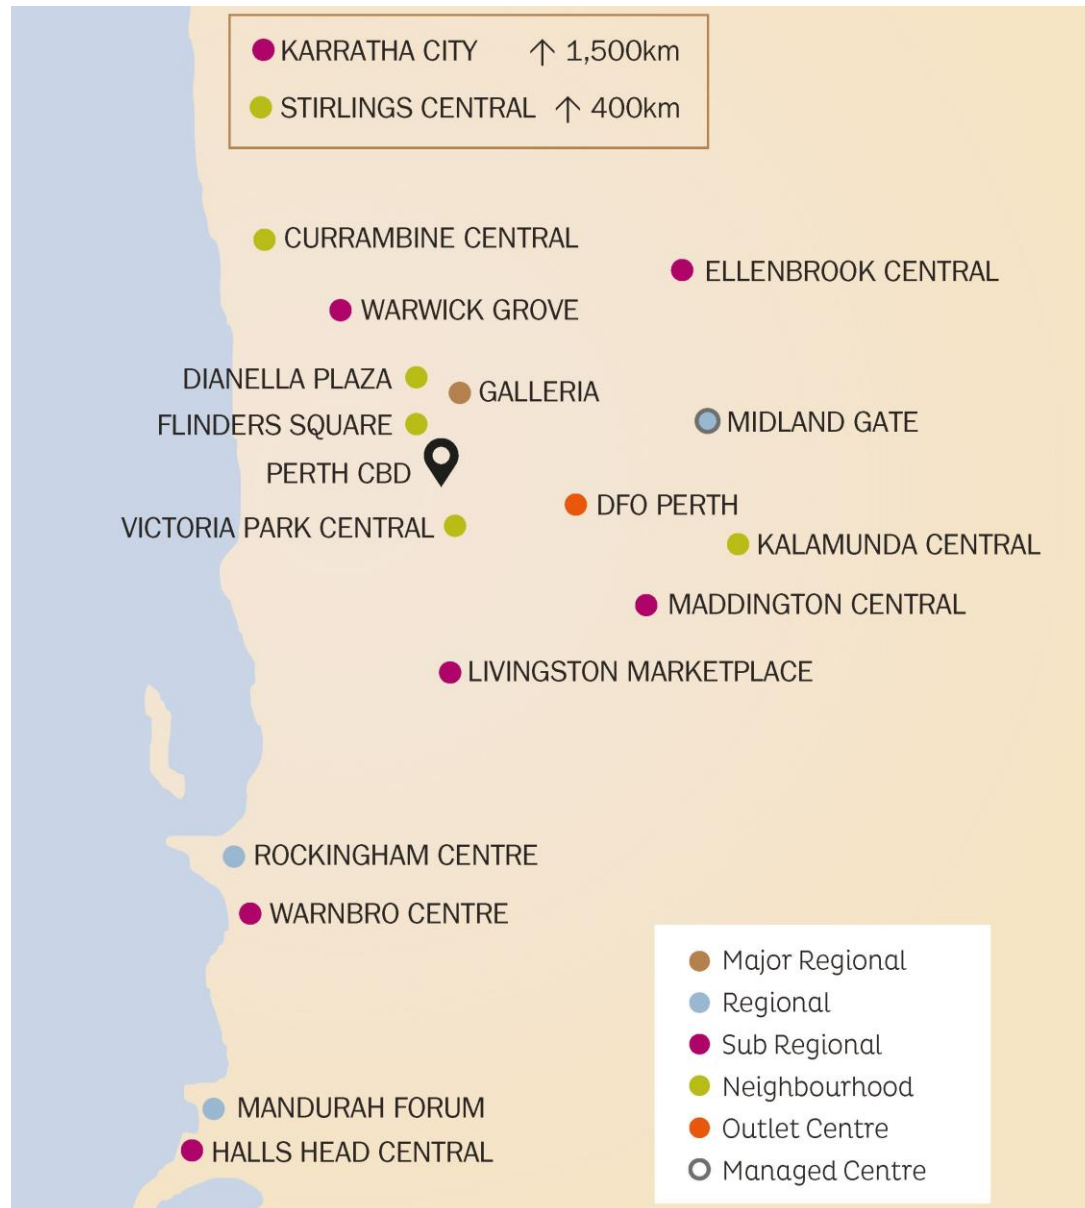 KARRATHA CITY ↑ 1,500km
STIRLINGS CENTRAL ↑ 400km
CURRAMBINE CENTRAL
ELLENBROOK CENTRAL
WARWICK GROVE
DIANELLA PLAZA
GALLERIA
FLINDERS SQUARE
MIDLAND GATE
PERTH CBD
DFO PERTH
VICTORIA PARK CENTRAL
KALAMUNDA CENTRAL
MADDINGTON CENTRAL
LIVINGSTON MARKETPLACE
ROCKINGHAM CENTRE
WARNBRO CENTRE
MANDURAH FORUM
HALLS HEAD CENTRAL
Major Regional
Regional
Sub Regional
Neighbourhood
Outlet Centre
Managed Centre